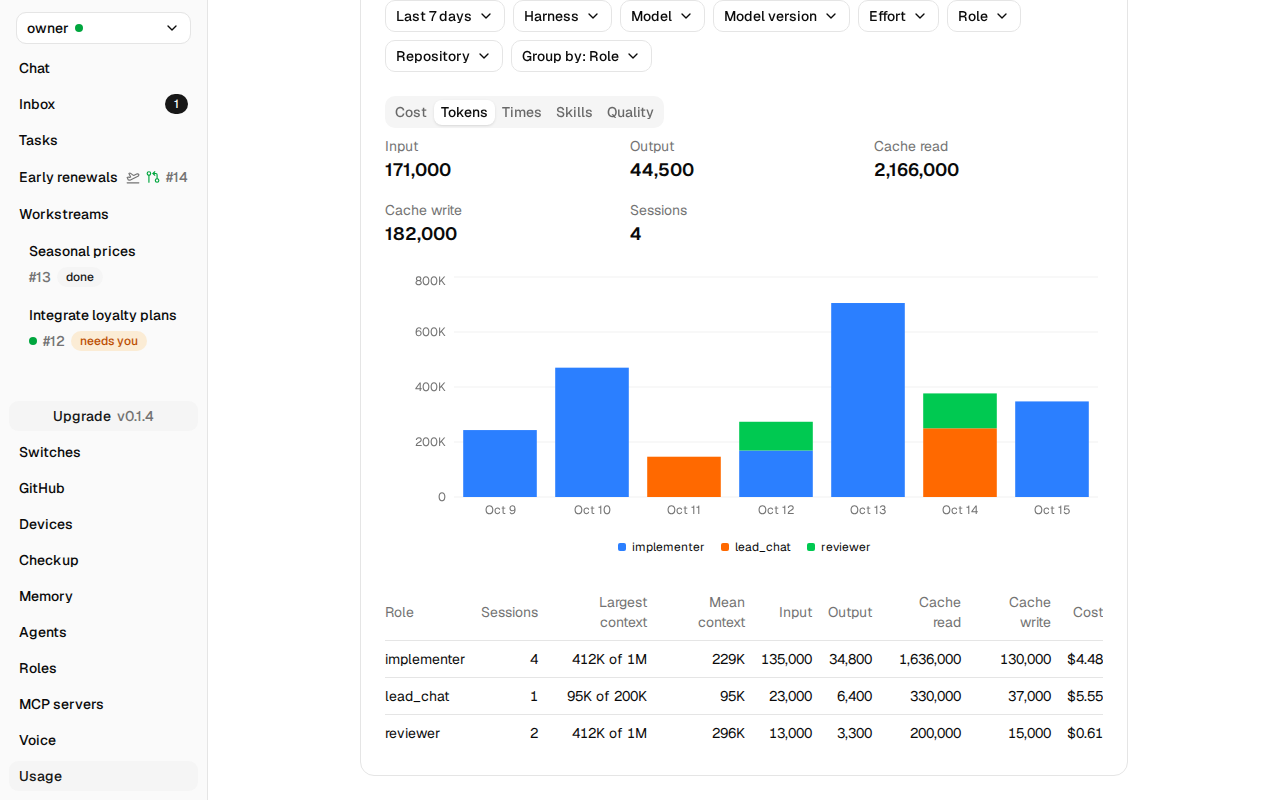 owner
Chat
Inbox 1
Tasks
Early renewals #14
Workstreams
Seasonal prices
#13 done
Integrate loyalty plans
#12 needs you
Upgrade v0.1.4
Switches
GitHub
Devices
Checkup
Memory
Agents
Roles
MCP servers
Voice
Usage
Last 7 days Harness Model Model version Effort Role
Repository Group by: Role
Cost Tokens Times Skills Quality
Input Output Cache read
171,000 44,500 2,166,000
Cache write Sessions
182,000 4
800K
600K
400K
200K
0
Oct 9 Oct 10 Oct 11 Oct 12 Oct 13 Oct 14 Oct 15
implementer lead_chat reviewer
Role Sessions Largest context Mean context Input Output Cache read Cache write Cost
implementer 4 412K of 1M 229K 135,000 34,800 1,636,000 130,000 $4.48
lead_chat 1 95K of 200K 95K 23,000 6,400 330,000 37,000 $5.55
reviewer 2 412K of 1M 296K 13,000 3,300 200,000 15,000 $0.61